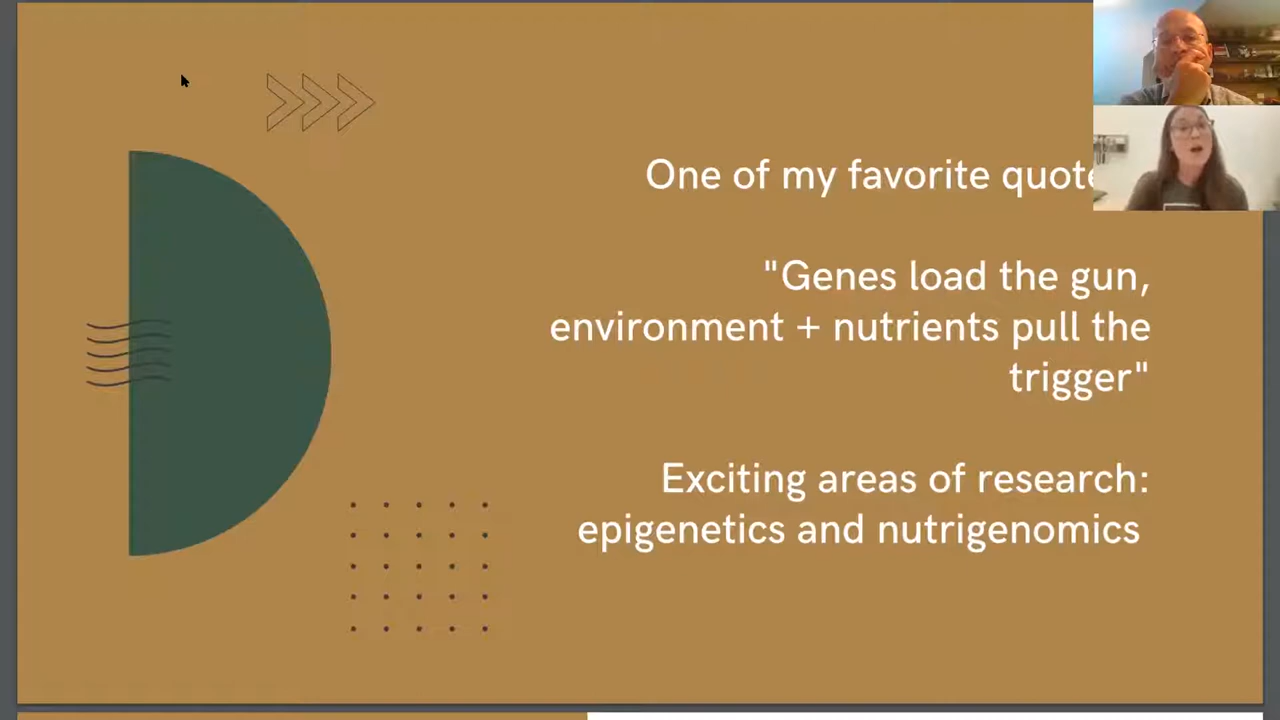 One of my favorite quote
"Genes load the gun,
environment + nutrients pull the
trigger"
Exciting areas of research:
epigenetics and nutrigenomics